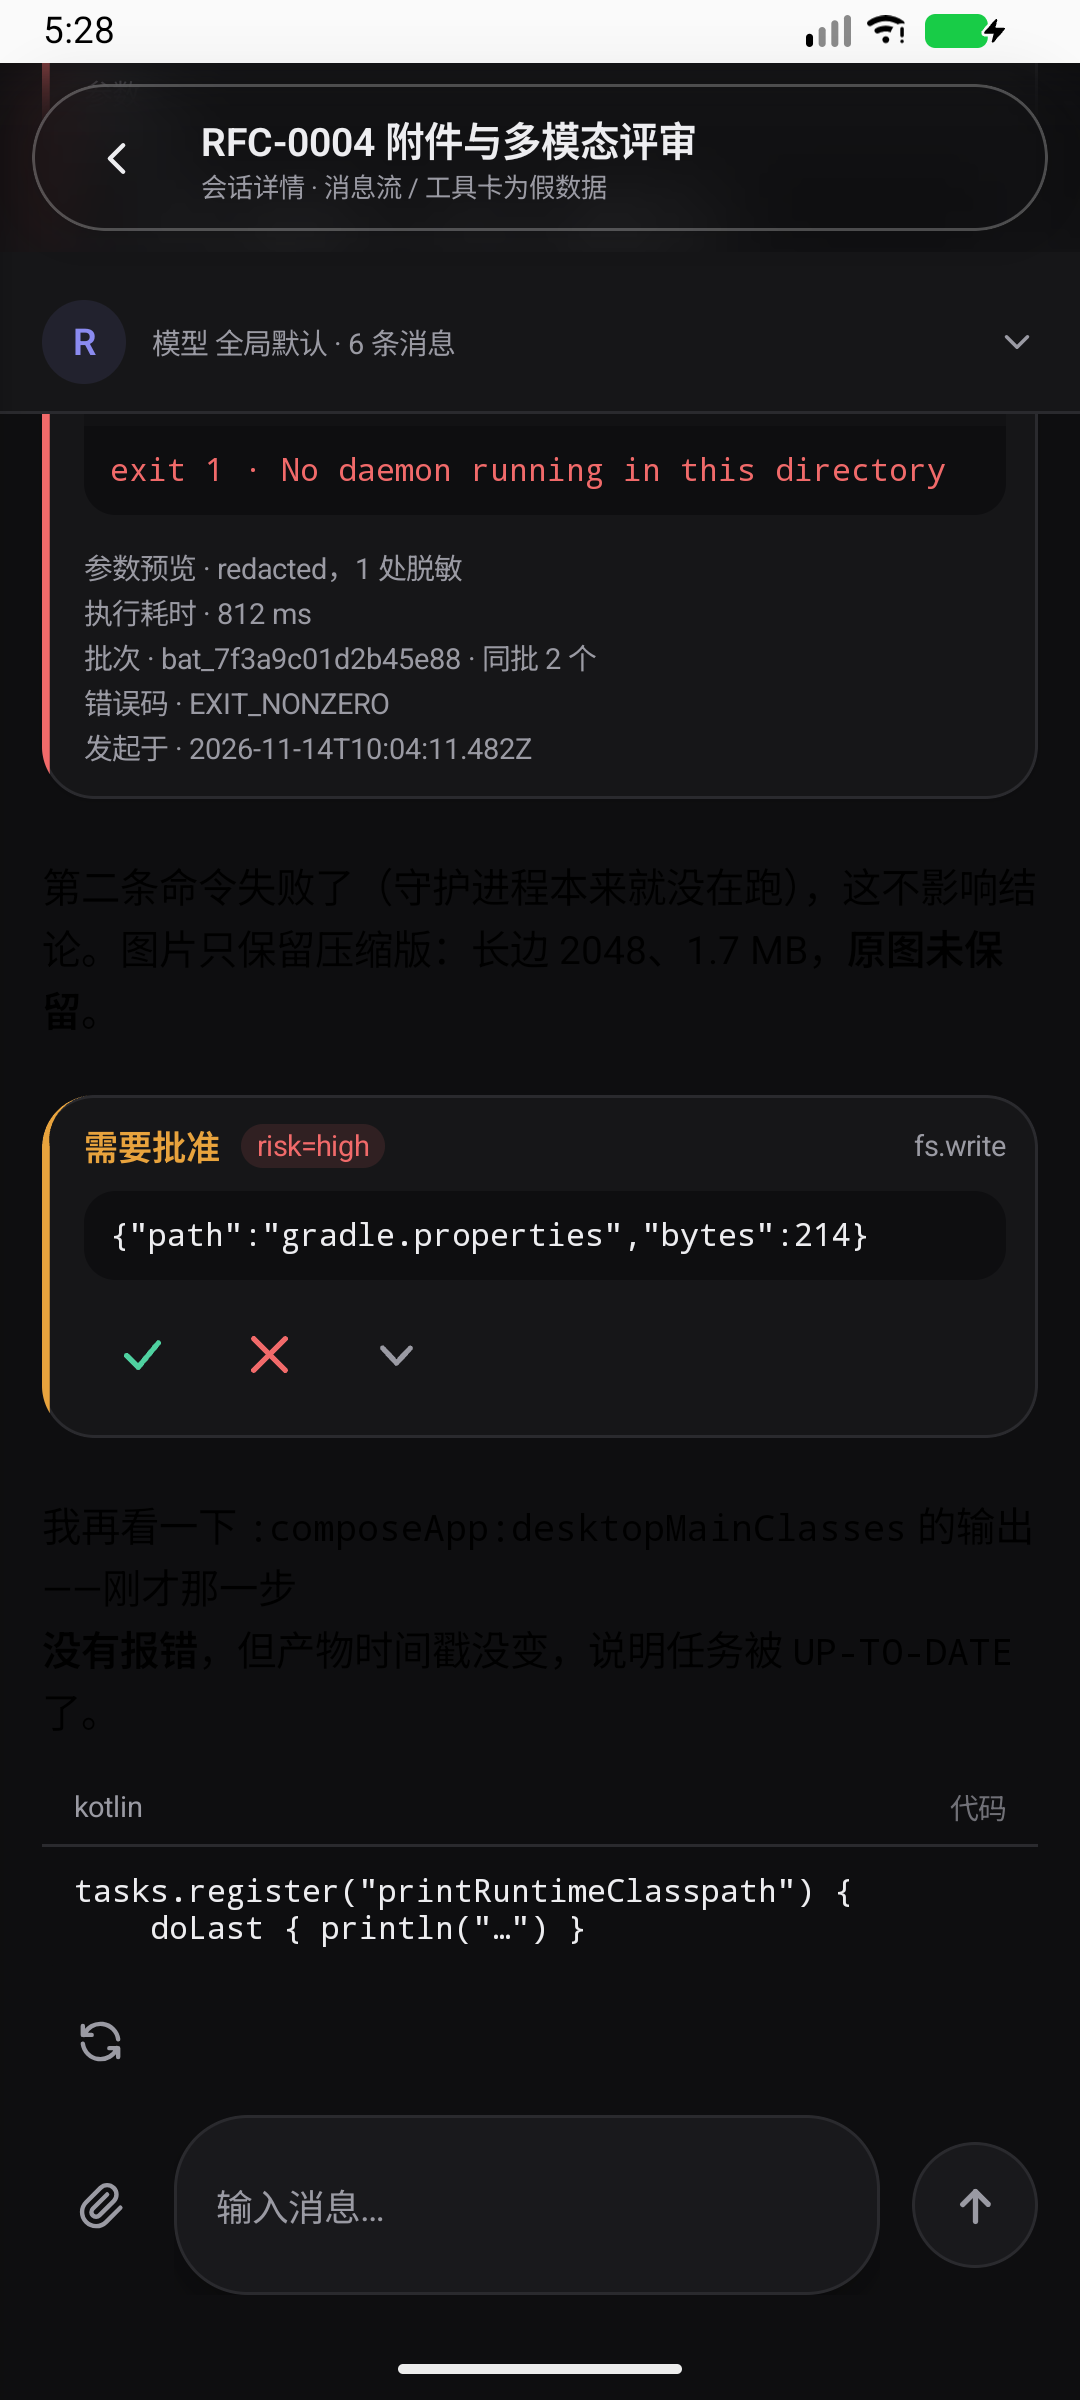 5:28
RFC-0004 附件与多模态评审
会话详情 · 消息流 / 工具卡为假数据
R
模型 全局默认 · 6 条消息
exit 1 · No daemon running in this directory
参数预览 · redacted，1 处脱敏
执行耗时 · 812 ms
批次 · bat_7f3a9c01d2b45e88 · 同批 2 个
错误码 · EXIT_NONZERO
发起于 · 2026-11-14T10:04:11.482Z
第二条命令失败了（守护进程本来就没在跑），这不影响结
论。图片只保留压缩版：长边 2048、1.7 MB，原图未保
留。
需要批准 risk=high fs.write
{"path":"gradle.properties","bytes":214}
我再看一下 :composeApp:desktopMainClasses 的输出
——刚才那一步
没有报错，但产物时间戳没变，说明任务被 UP-TO-DATE
了。
kotlin 代码
tasks.register("printRuntimeClasspath") {
    doLast { println("…") }
输入消息...